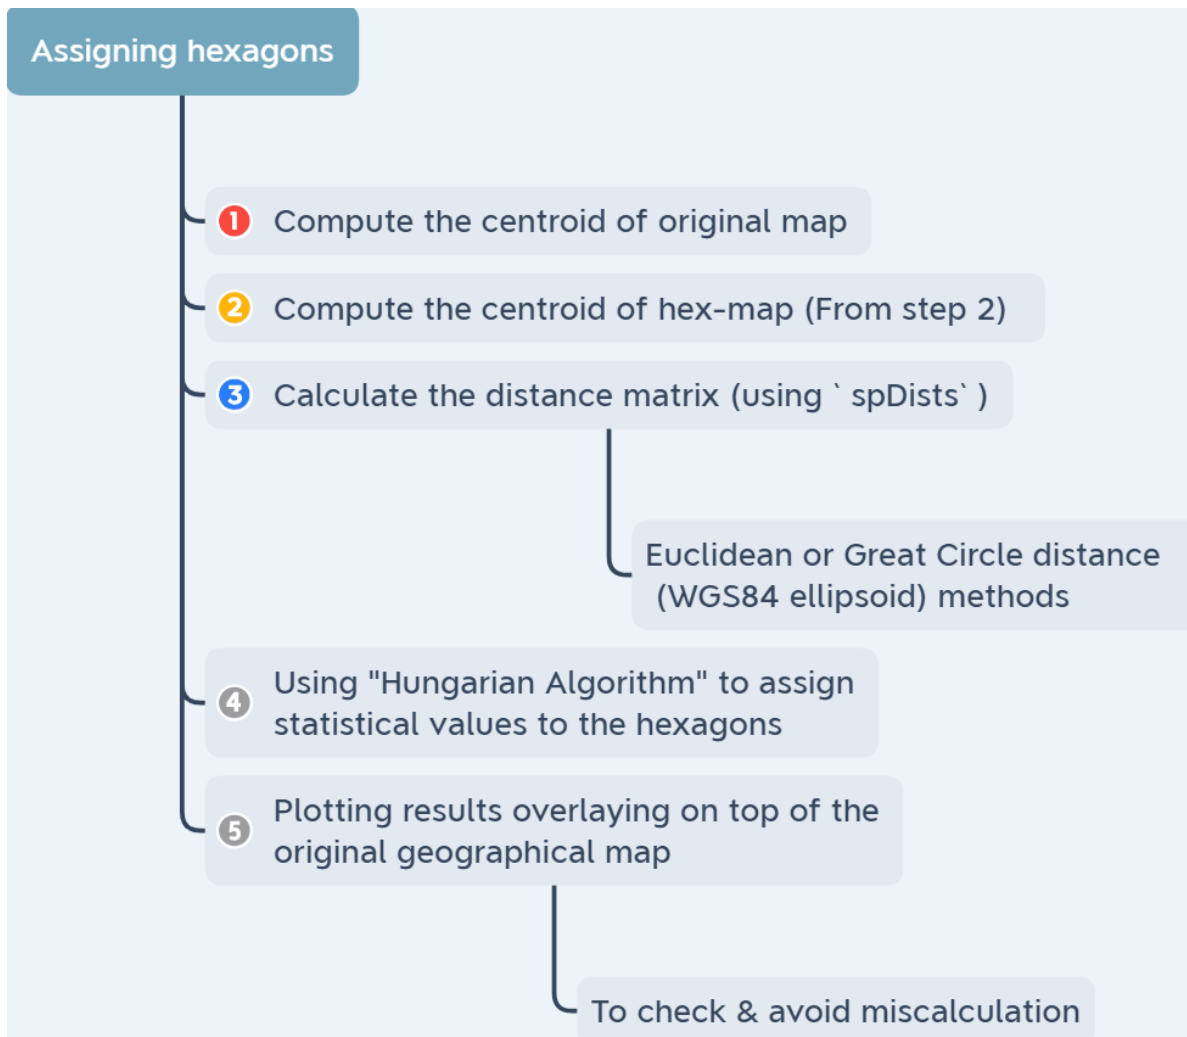 Assigning hexagons
1 Compute the centroid of original map
2 Compute the centroid of hex-map (From step 2)
3 Calculate the distance matrix (using ` spDists` )
Euclidean or Great Circle distance
(WGS84 ellipsoid) methods
4 Using "Hungarian Algorithm" to assign
statistical values to the hexagons
5 Plotting results overlaying on top of the
original geographical map
To check & avoid miscalculation